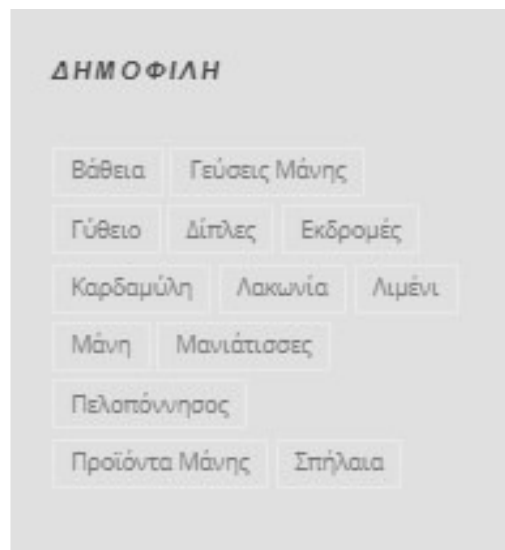 ΔΗΜΟΦΙΛΗ
Βάθεια Γεύσεις Μάνης
Γύθειο Δίπλες Εκδρομές
Καρδαμύλη Λακωνία Λιμένι
Μάνη Μανιάτισσες
Πελοπόννησος
Προϊόντα Μάνης Σπήλαια